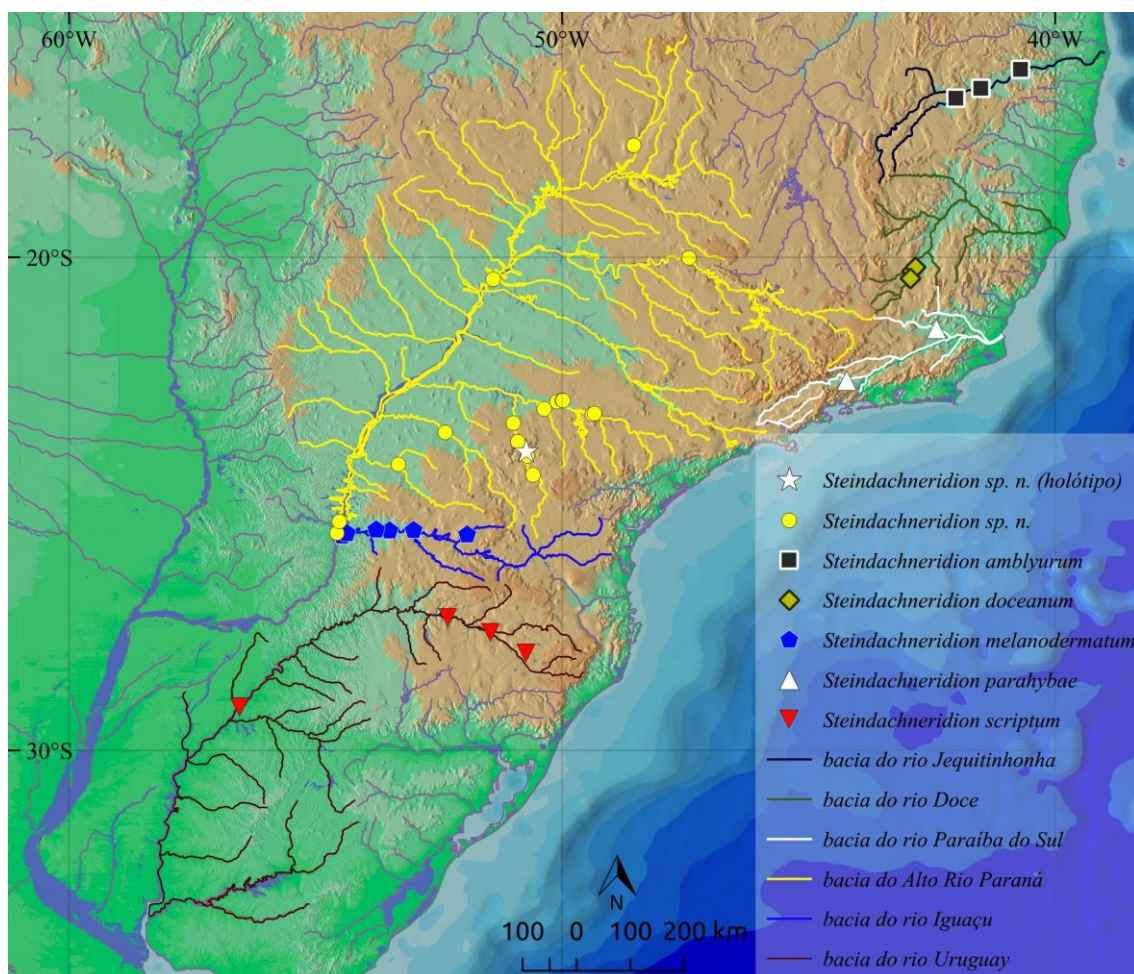 60°W 50°W 40°W
20°S
Steindachneridion sp. n. (holótipo)
Steindachneridion sp. n.
Steindachneridion amblyurum
Steindachneridion doceanum
Steindachneridion melanodermatum
Steindachneridion parahybae
Steindachneridion scriptum
30°S
bacia do rio Jequitinhonha
bacia do rio Doce
bacia do rio Paraíba do Sul
bacia do Alto Rio Paraná
bacia do rio Iguaçu
bacia do rio Uruguay
N
100 0 100 200 km